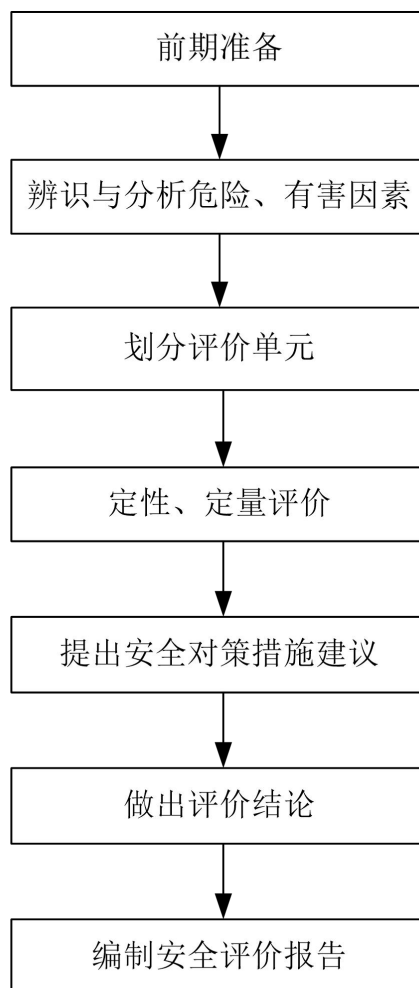 前期准备
辨识与分析危险、有害因素
划分评价单元
定性、定量评价
提出安全对策措施建议
做出评价结论
编制安全评价报告